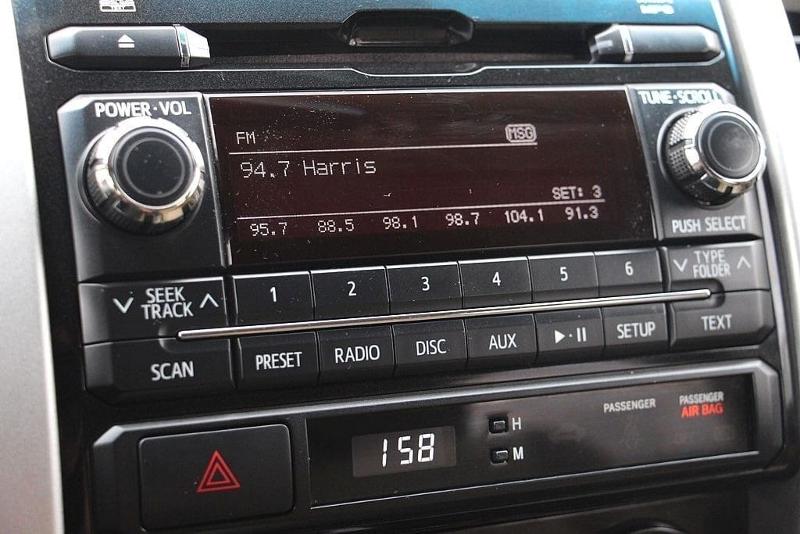 POWER·VOL
TUNE·SCROLL
FM MSG
94.7 Harris
SET: 3
95.7 88.5 98.1 98.7 104.1 91.3
PUSH SELECT
SEEK
TRACK
1 2 3 4 5 6
TYPE
FOLDER
SCAN
PRESET RADIO DISC AUX SETUP TEXT
158
H
M
PASSENGER
PASSENGER
AIR BAG